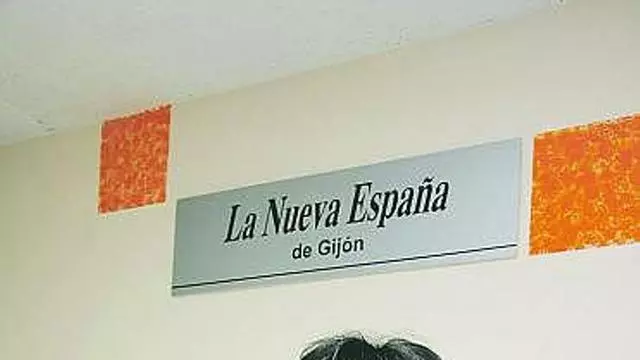 La Nueva España
de Gijón